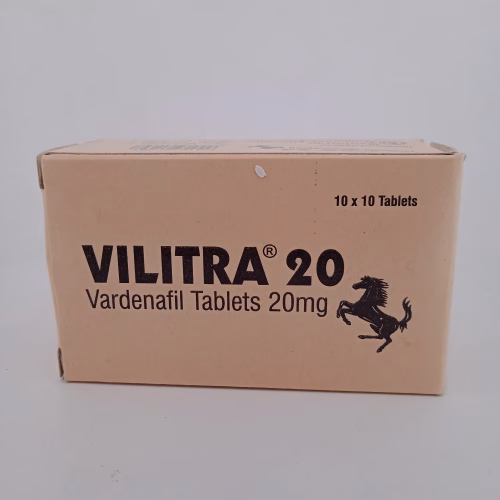 10 x 10 Tablets
VILITRA® 20
Vardenafil Tablets 20mg